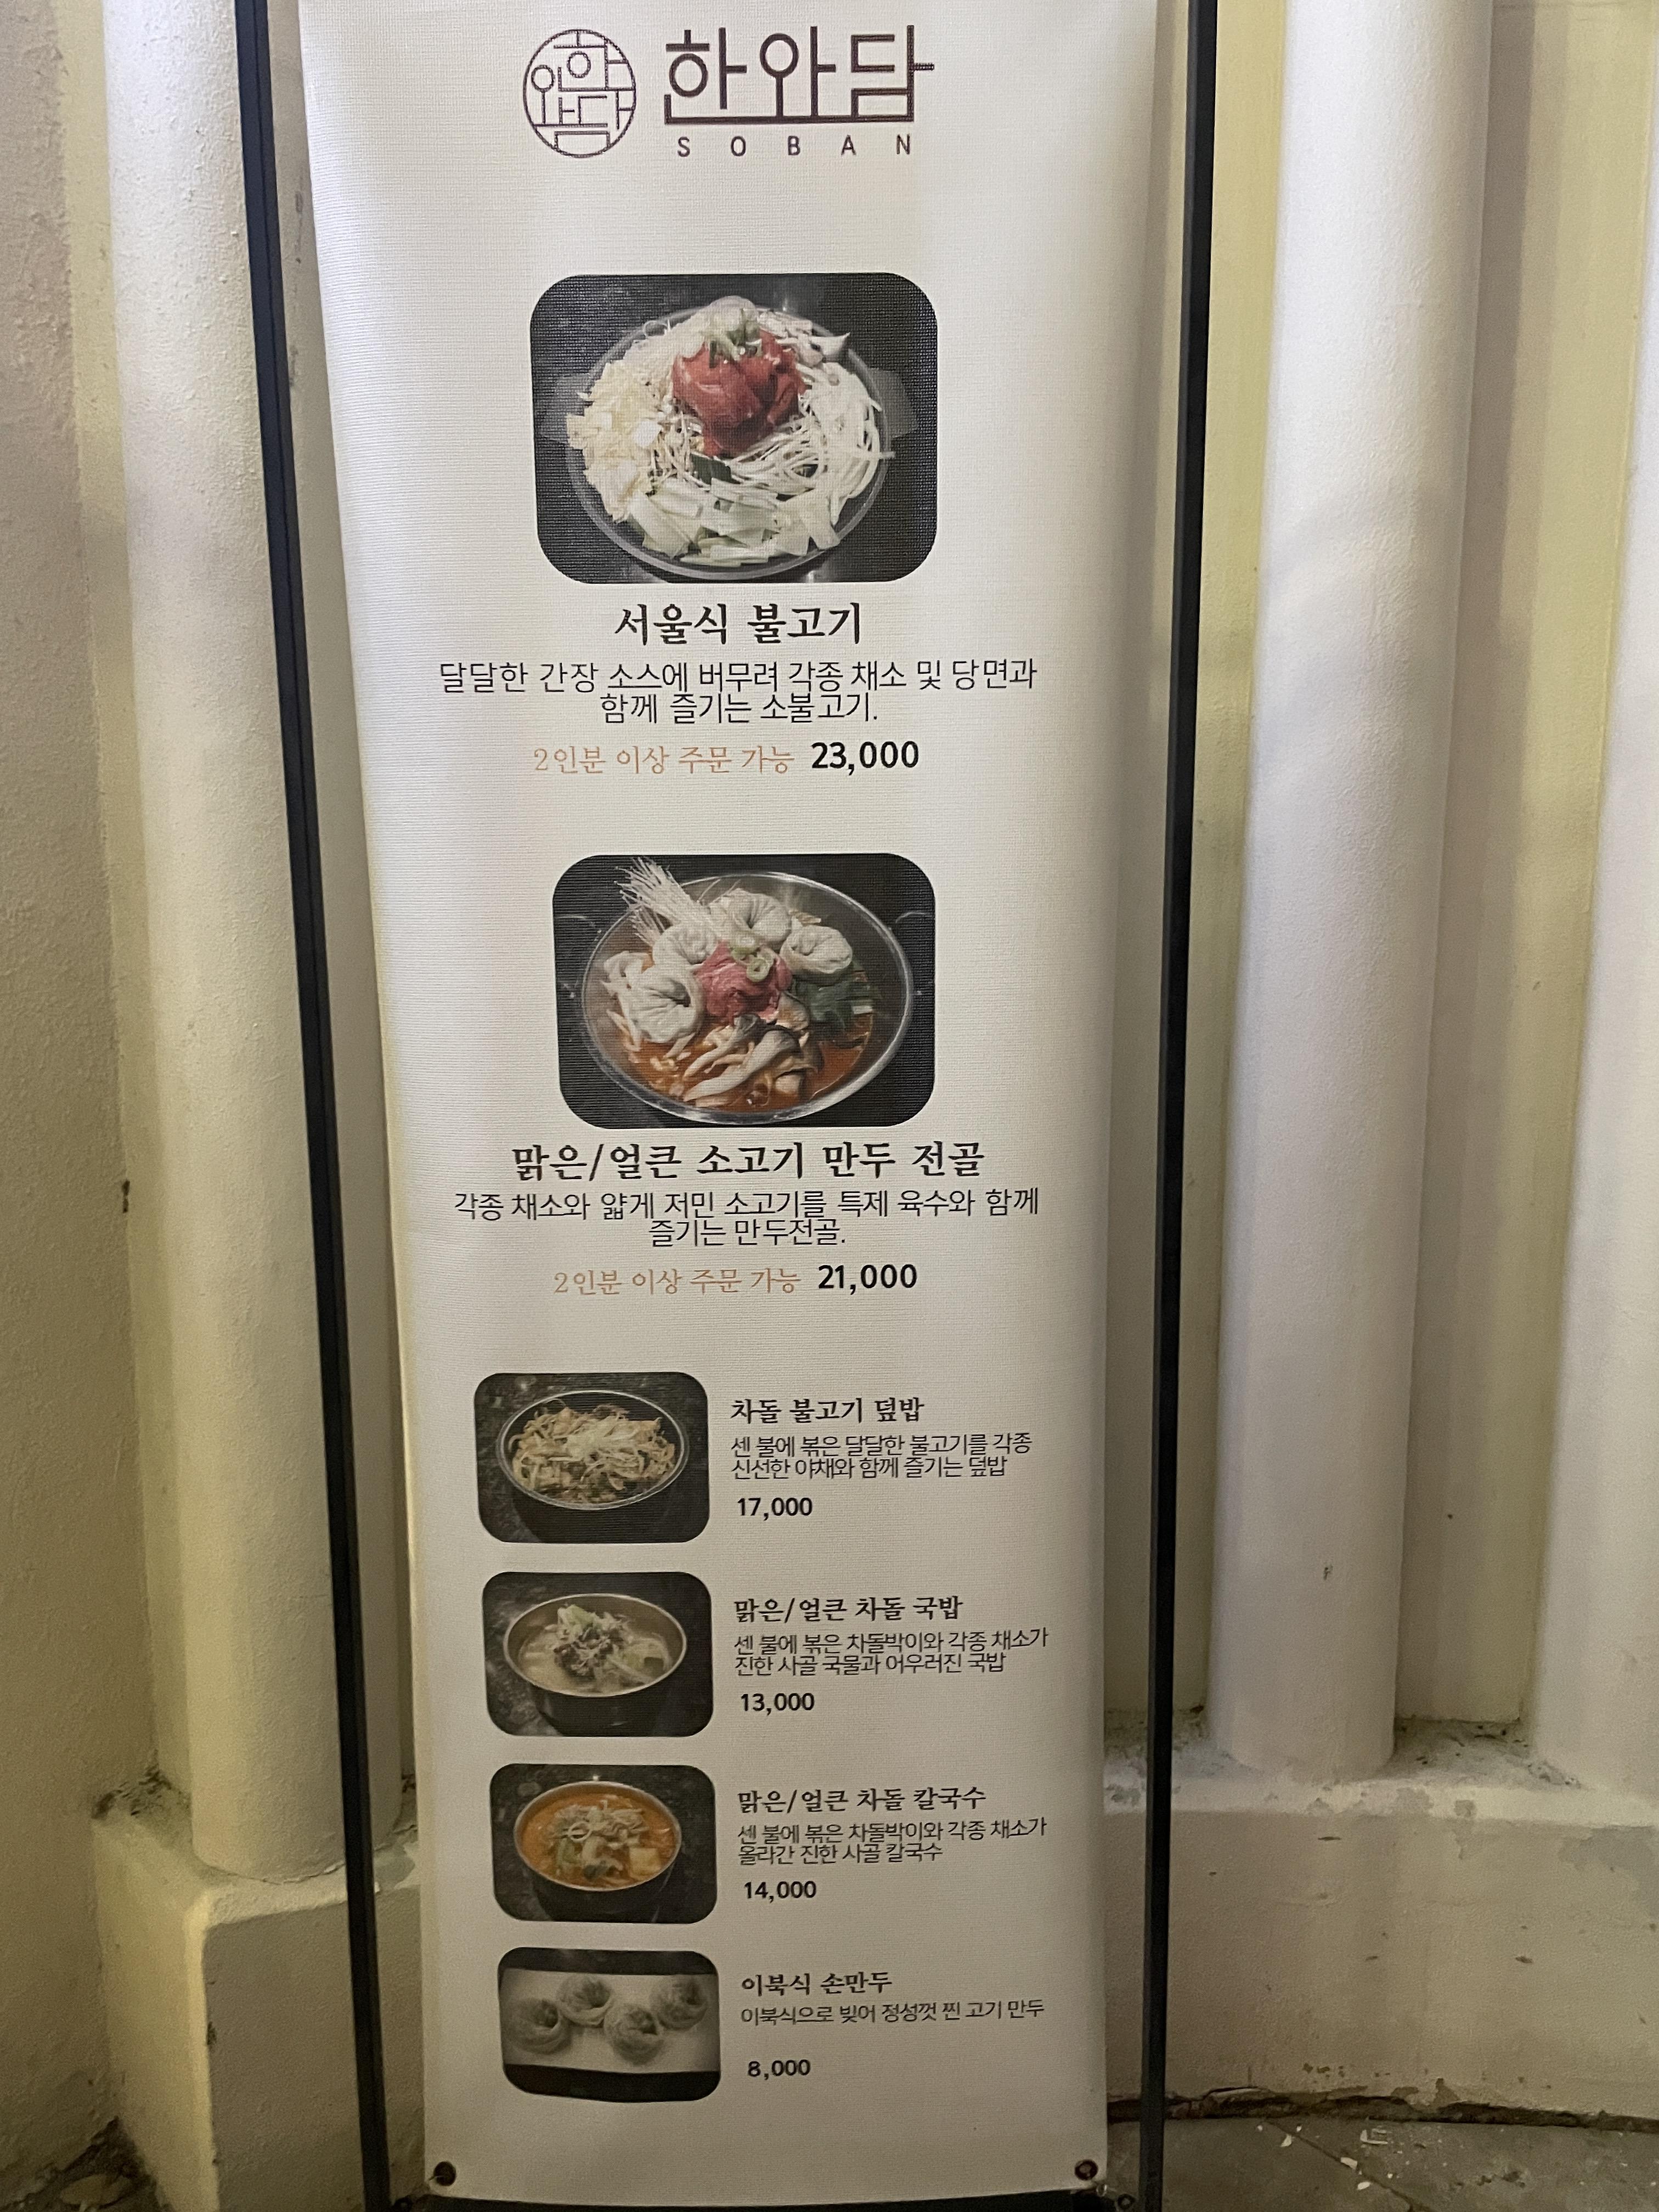 한와담
한와담
SOBAN
서울식 불고기
달달한 간장 소스에 버무려 각종 채소 및 당면과
함께 즐기는 소불고기.
2인분 이상 주문 가능 23,000
맑은/얼큰 소고기 만두 전골
각종 채소와 얇게 저민 소고기를 특제 육수와 함께
즐기는 만두전골.
2인분 이상 주문 가능 21,000
차돌 불고기 덮밥
센 불에 볶은 달달한 불고기를 각종
신선한 야채와 함께 즐기는 덮밥
17,000
맑은/얼큰 차돌 국밥
센 불에 볶은 차돌박이와 각종 채소가
진한 사골 국물과 어우러진 국밥
13,000
맑은/얼큰 차돌 칼국수
센 불에 볶은 차돌박이와 각종 채소가
올라간 진한 사골 칼국수
14,000
이북식 손만두
이북식으로 빚어 정성껏 찐 고기 만두
8,000